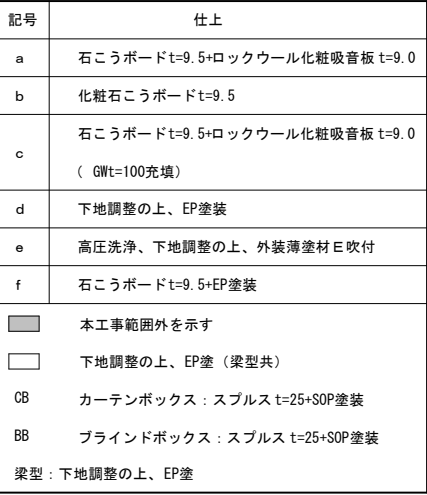 記号 仕上
a 石こうボードt=9.5+ロックウール化粧吸音板 t=9.0
b 化粧石こうボードt=9.5
石こうボードt=9.5+ロックウール化粧吸音板 t=9.0
c
( GWt=100充填)
d 下地調整の上、EP塗装
e 高圧洗浄、下地調整の上、外装薄塗材E吹付
f 石こうボードt=9.5+EP塗装
本工事範囲外を示す
下地調整の上、EP塗(梁型共)
CB カーテンボックス:スプルス t=25+SOP塗装
BB ブラインドボックス:スプルス t=25+SOP塗装
梁型:下地調整の上、EP塗